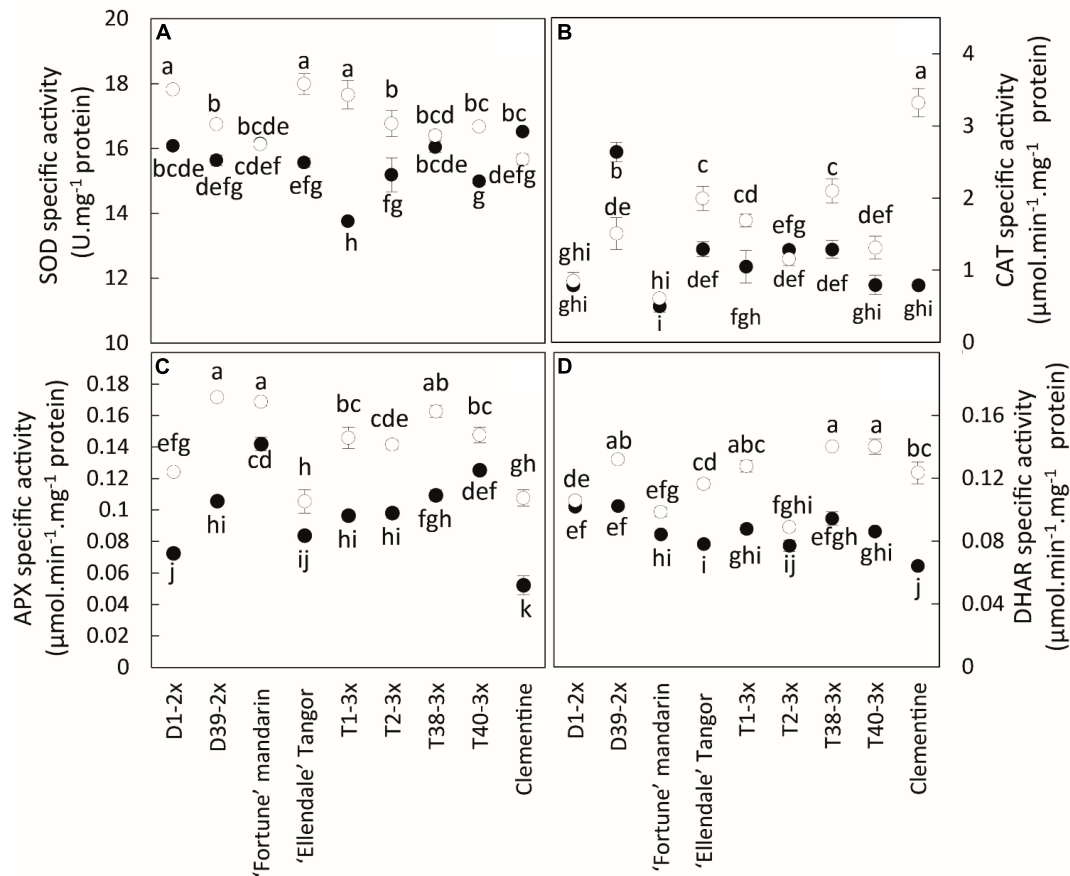 A
SOD specific activity
(U.mg⁻¹ protein)
20
18
16
14
12
10
a
b
bcde
a
a
b
bcd
bc
bc
bcde
defg
cdef
efg
h
fg
bcde
g
defg
B
CAT specific activity
(µmol.min⁻¹.mg⁻¹ protein)
4
3
2
1
0
ghi
de
hi
c
cd
efg
c
def
a
ghi
b
i
def
fgh
def
def
ghi
ghi
C
APX specific activity
(µmol.min⁻¹.mg⁻¹ protein)
0.18
0.16
0.14
0.12
0.1
0.08
0.06
0.04
0.02
0
efg
a
a
h
bc
cde
ab
bc
gh
j
hi
cd
ij
hi
hi
fgh
def
k
D
DHAR specific activity
(µmol.min⁻¹.mg⁻¹ protein)
0.16
0.12
0.08
0.04
0
de
ab
efg
cd
abc
fghi
a
a
bc
ef
ef
hi
i
ghi
ij
efgh
ghi
j
D1-2x
D39-2x
‘Fortune’ mandarin
‘Ellendale’ Tangor
T1-3x
T2-3x
T38-3x
T40-3x
Clementine
D1-2x
D39-2x
‘Fortune’ mandarin
‘Ellendale’ Tangor
T1-3x
T2-3x
T38-3x
T40-3x
Clementine